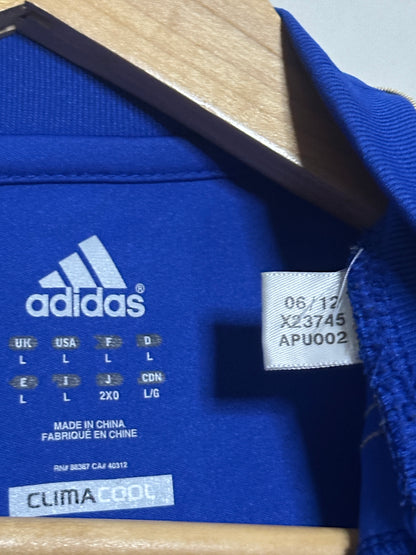 adidas®
UK USA F D
L L L L
E I J CDN
L L 2XO L/G
MADE IN CHINA
FABRIQUÉ EN CHINE
RN# 88387 CA# 40312
CLIMACOOL
06/12
X23745
APU002